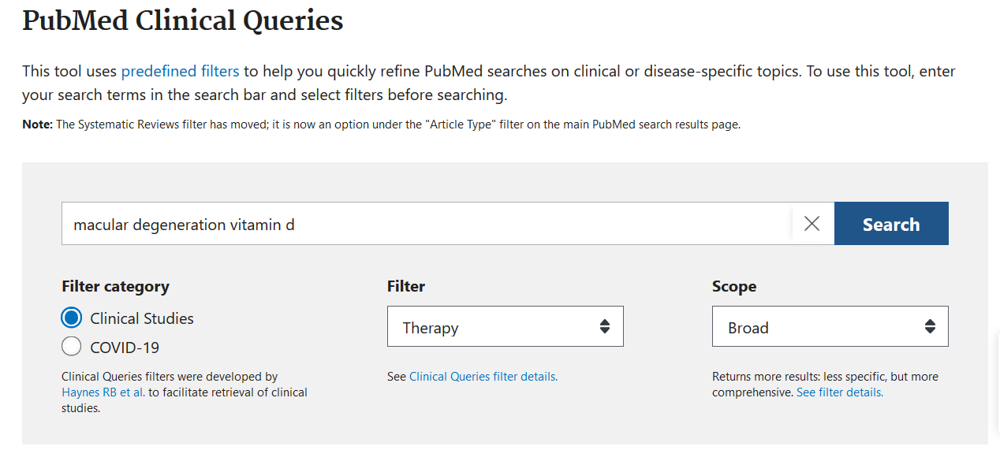 PubMed Clinical Queries
This tool uses predefined filters to help you quickly refine PubMed searches on clinical or disease-specific topics. To use this tool, enter
your search terms in the search bar and select filters before searching.
Note: The Systematic Reviews filter has moved; it is now an option under the "Article Type" filter on the main PubMed search results page.
macular degeneration vitamin d
Search
Filter category
Clinical Studies
COVID-19
Clinical Queries filters were developed by
Haynes RB et al. to facilitate retrieval of clinical
studies.
Filter
Therapy
See Clinical Queries filter details.
Scope
Broad
Returns more results: less specific, but more
comprehensive. See filter details.